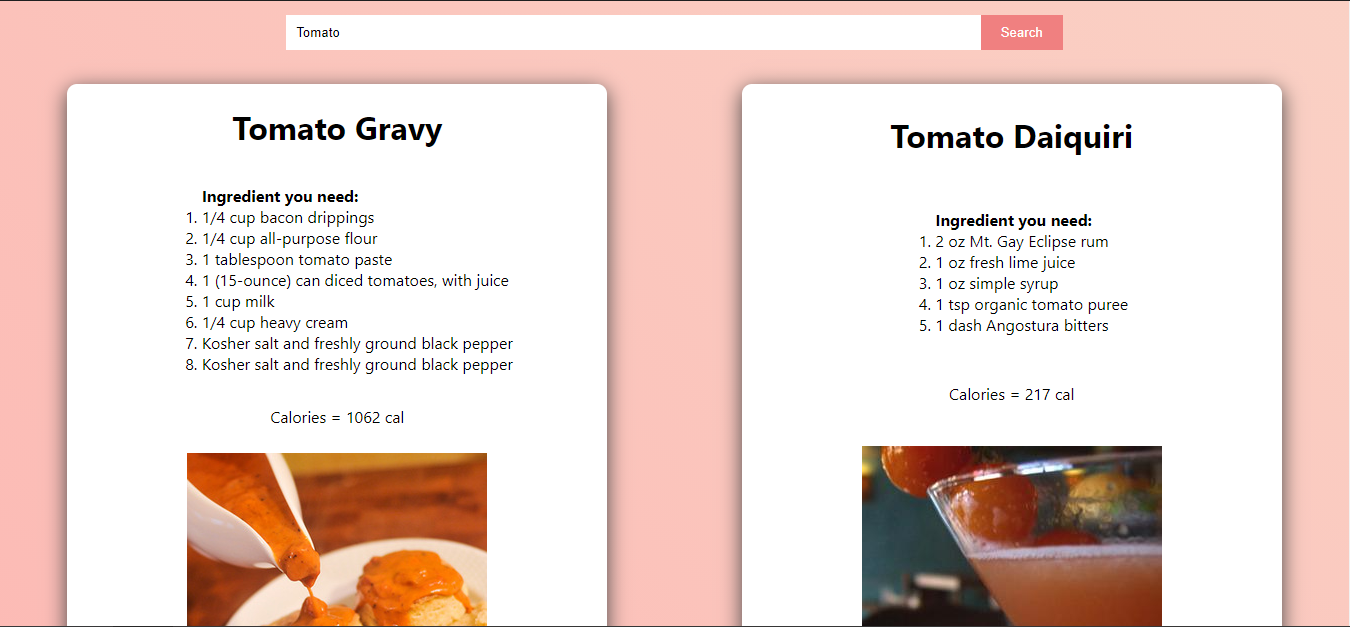 Tomato
Search
Tomato Gravy
Ingredient you need:
1. 1/4 cup bacon drippings
2. 1/4 cup all-purpose flour
3. 1 tablespoon tomato paste
4. 1 (15-ounce) can diced tomatoes, with juice
5. 1 cup milk
6. 1/4 cup heavy cream
7. Kosher salt and freshly ground black pepper
8. Kosher salt and freshly ground black pepper
Calories = 1062 cal
Tomato Daiquiri
Ingredient you need:
1. 2 oz Mt. Gay Eclipse rum
2. 1 oz fresh lime juice
3. 1 oz simple syrup
4. 1 tsp organic tomato puree
5. 1 dash Angostura bitters
Calories = 217 cal